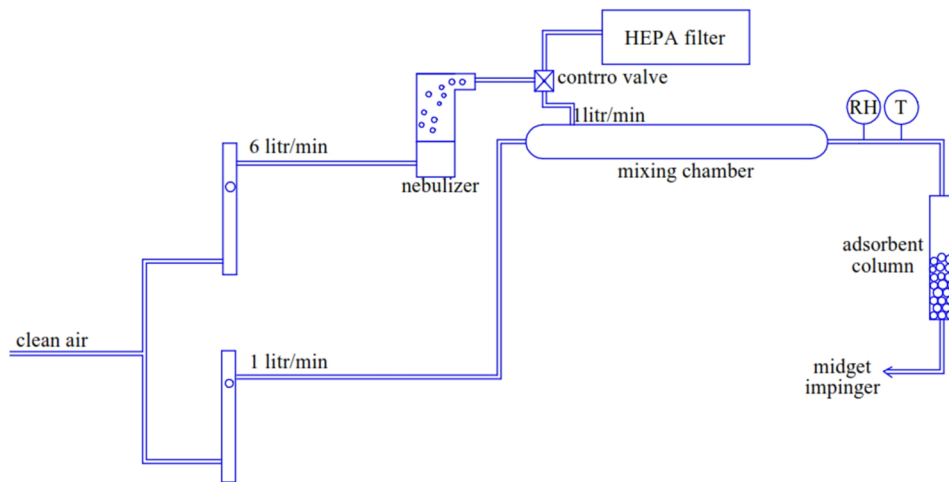 HEPA filter
contrro valve
1litr/min
RH
T
6 litr/min
nebulizer
mixing chamber
adsorbent
column
clean air
1 litr/min
midget
impinger